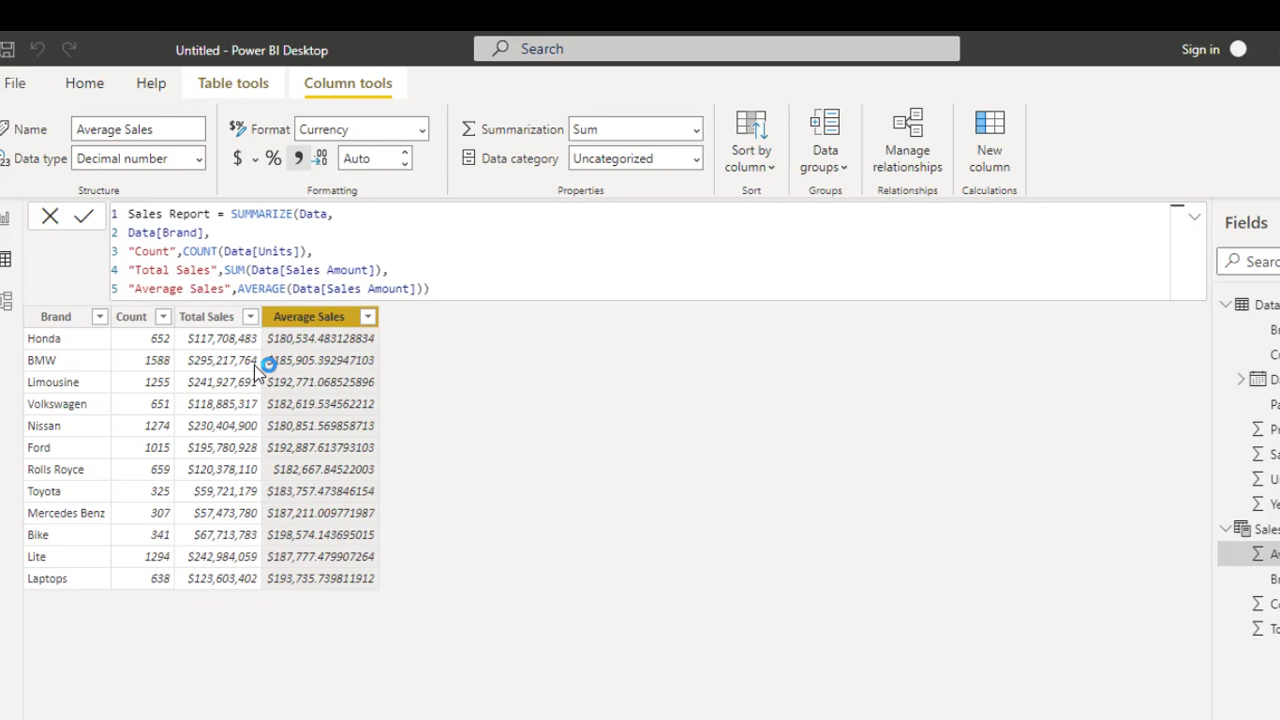 Untitled - Power BI Desktop
Search
Sign in
File Home Help Table tools Column tools
Name Average Sales
Format Currency
Summarization Sum
Data type Decimal number
$ % Auto
Data category Uncategorized
Sort by column
Data groups
Manage relationships
New column
Structure Formatting Properties Sort Groups Relationships Calculations
1 Sales Report = SUMMARIZE(Data,
2 Data[Brand],
3 "Count",COUNT(Data[Units]),
4 "Total Sales",SUM(Data[Sales Amount]),
5 "Average Sales",AVERAGE(Data[Sales Amount]))
Brand Count Total Sales Average Sales
Honda 652 $117,708,483 $180,534.483128834
BMW 1588 $295,217,764 $185,905.392947103
Limousine 1255 $241,927,691 $192,771.068525896
Volkswagen 651 $118,885,317 $182,619.534562212
Nissan 1274 $230,404,900 $180,851.569858713
Ford 1015 $195,780,928 $192,887.613793103
Rolls Royce 659 $120,378,110 $182,667.84522003
Toyota 325 $59,721,179 $183,757.473846154
Mercedes Benz 307 $57,473,780 $187,211.009771987
Bike 341 $67,713,783 $198,574.143695015
Lite 1294 $242,984,059 $187,777.479907264
Laptops 638 $123,603,402 $193,735.739811912
Fields
Searc
Data
Sales